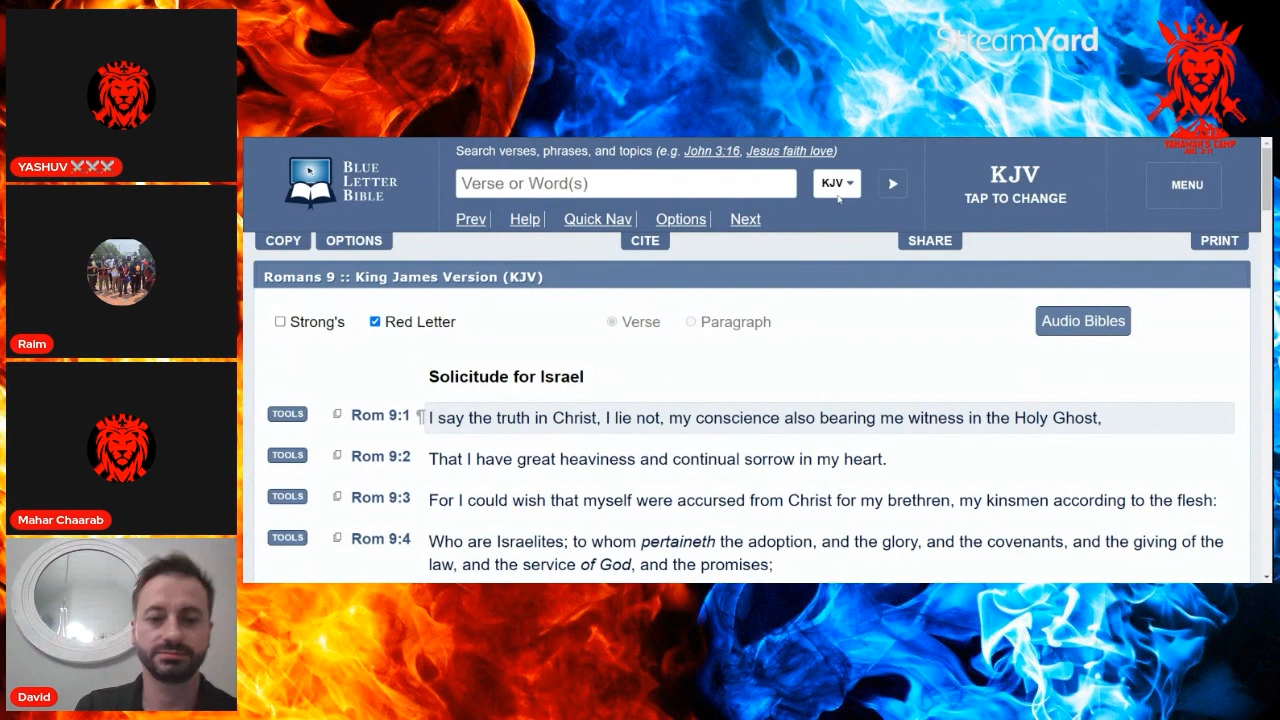 StreamYard
YASHUV ⚔⚔⚔
Raim
Mahar Chaarab
David
YAHAWAH'S CAMP
JOEL 2:11
BLUE
LETTER
BIBLE
Search verses, phrases, and topics (e.g. John 3:16, Jesus faith love)
Verse or Word(s)
KJV
KJV
TAP TO CHANGE
MENU
Prev
Help
Quick Nav
Options
Next
COPY
OPTIONS
CITE
SHARE
PRINT
Romans 9 :: King James Version (KJV)
Strong's
Red Letter
Verse
Paragraph
Audio Bibles
Solicitude for Israel
TOOLS Rom 9:1 ¶ I say the truth in Christ, I lie not, my conscience also bearing me witness in the Holy Ghost,
TOOLS Rom 9:2 That I have great heaviness and continual sorrow in my heart.
TOOLS Rom 9:3 For I could wish that myself were accursed from Christ for my brethren, my kinsmen according to the flesh:
TOOLS Rom 9:4 Who are Israelites; to whom pertaineth the adoption, and the glory, and the covenants, and the giving of the
law, and the service of God, and the promises;